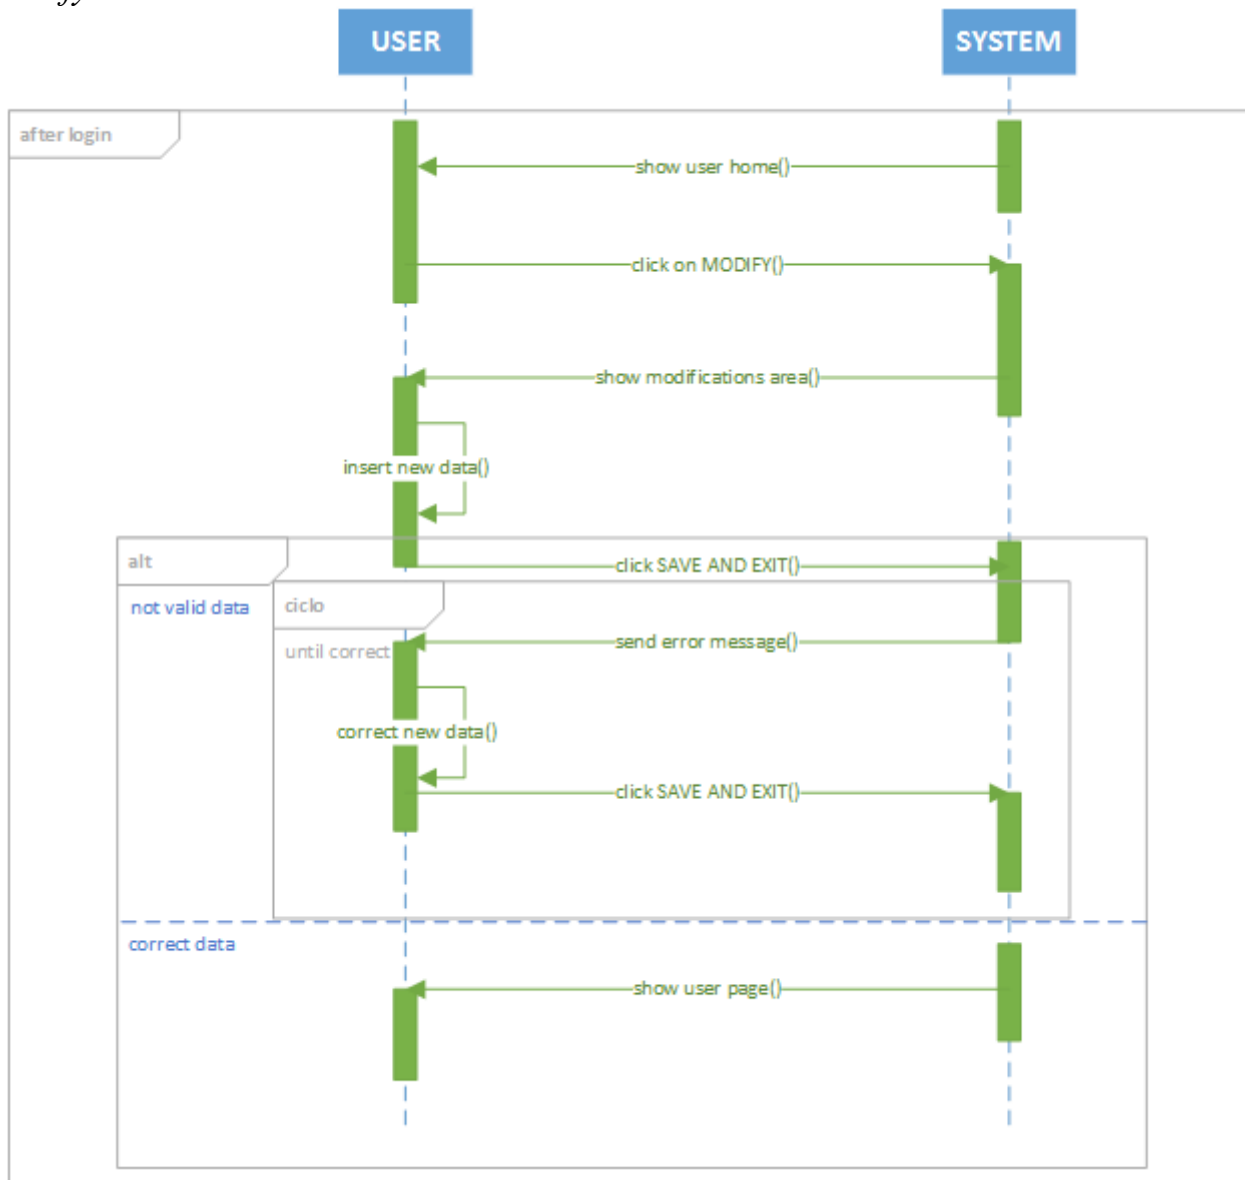 USER
SYSTEM
after login
show user home()
click on MODIFY()
show modifications area()
insert new data()
alt
click SAVE AND EXIT()
not valid data
ciclo
send error message()
until correct
correct new data()
click SAVE AND EXIT()
correct data
show user page()